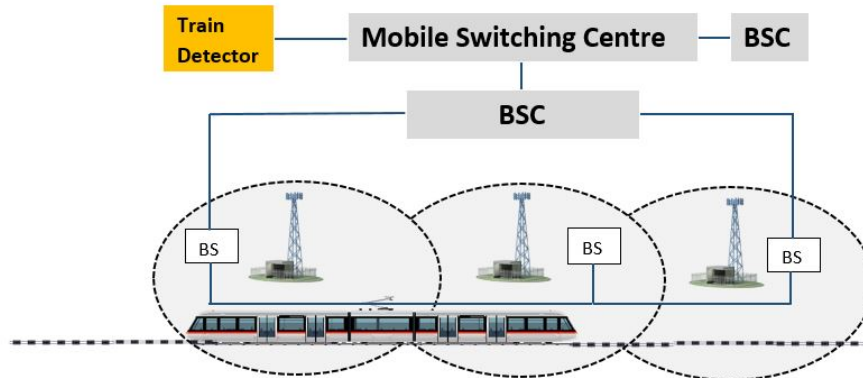 Train
Detector
Mobile Switching Centre
BSC
BSC
BS
BS
BS